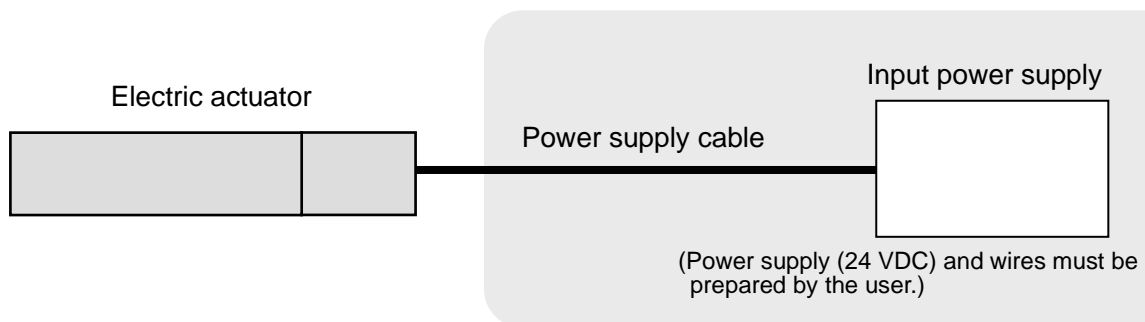 Electric actuator
Input power supply
Power supply cable
(Power supply (24 VDC) and wires must be
prepared by the user.)